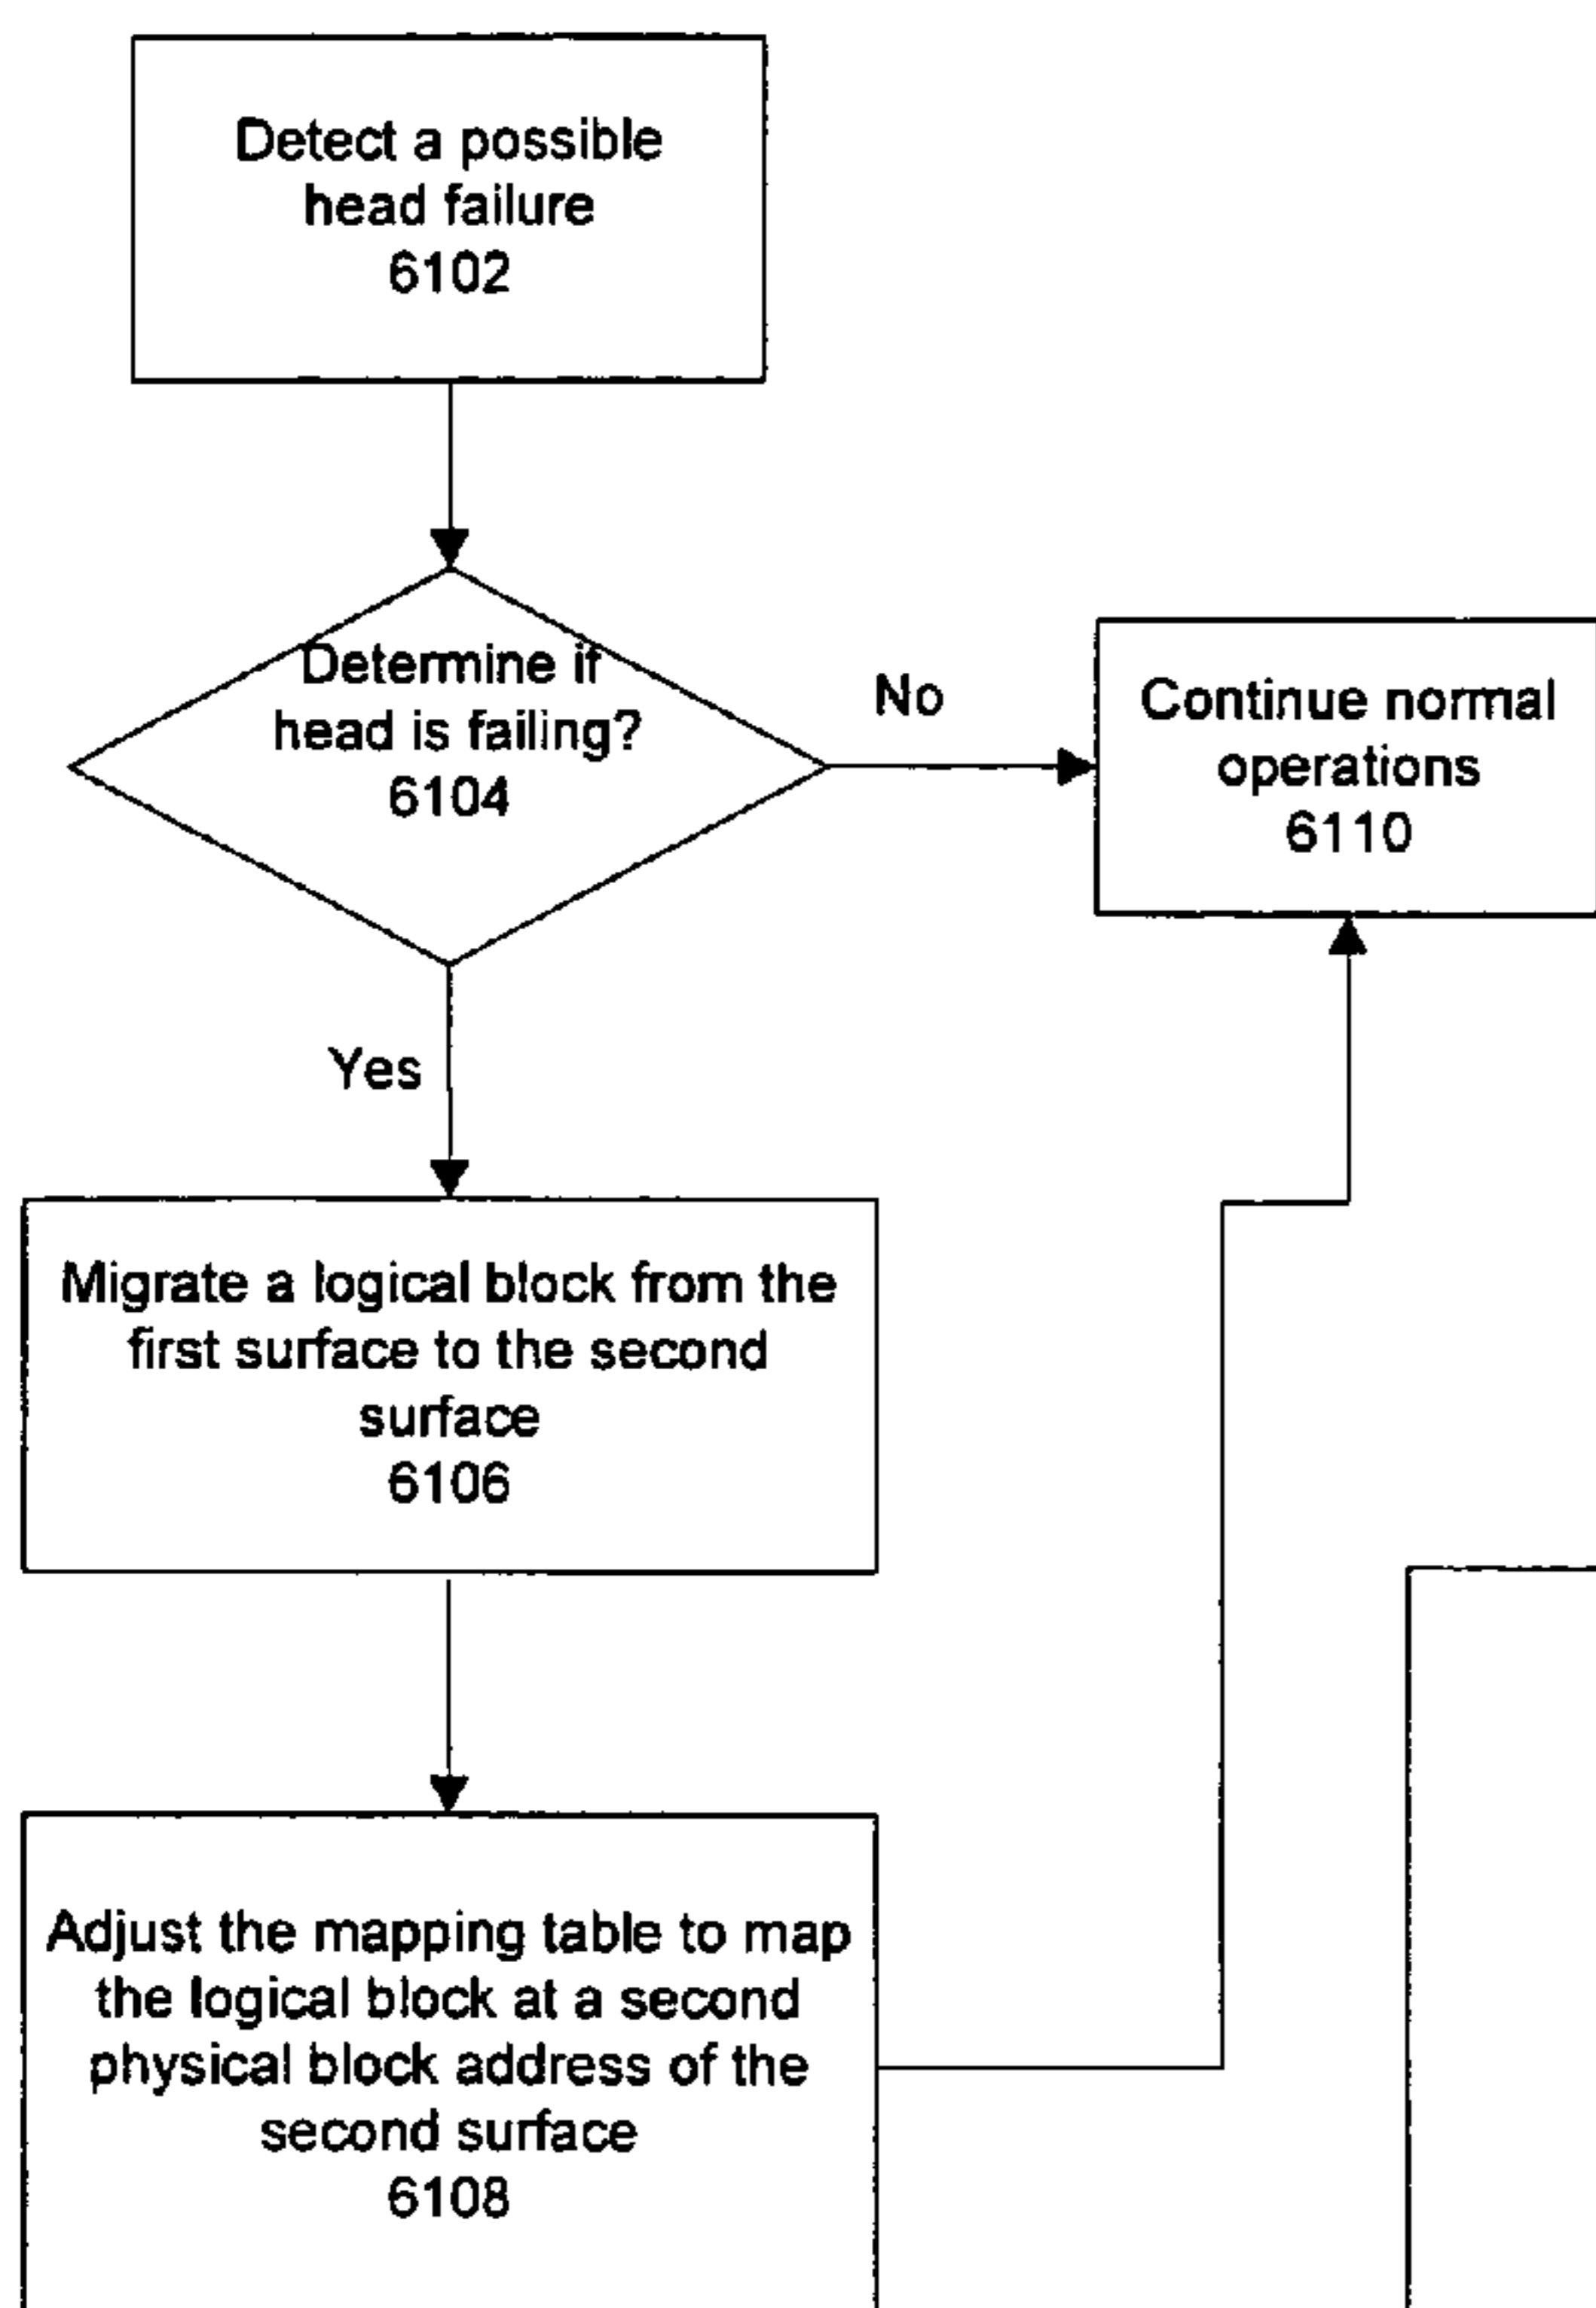 Detect a possible
head failure
6102
Determine if
head is failing?
6104
No
Continue normal
operations
6110
Yes
Migrate a logical block from the
first surface to the second
surface
6106
Adjust the mapping table to map
the logical block at a second
physical block address of the
second surface
6108